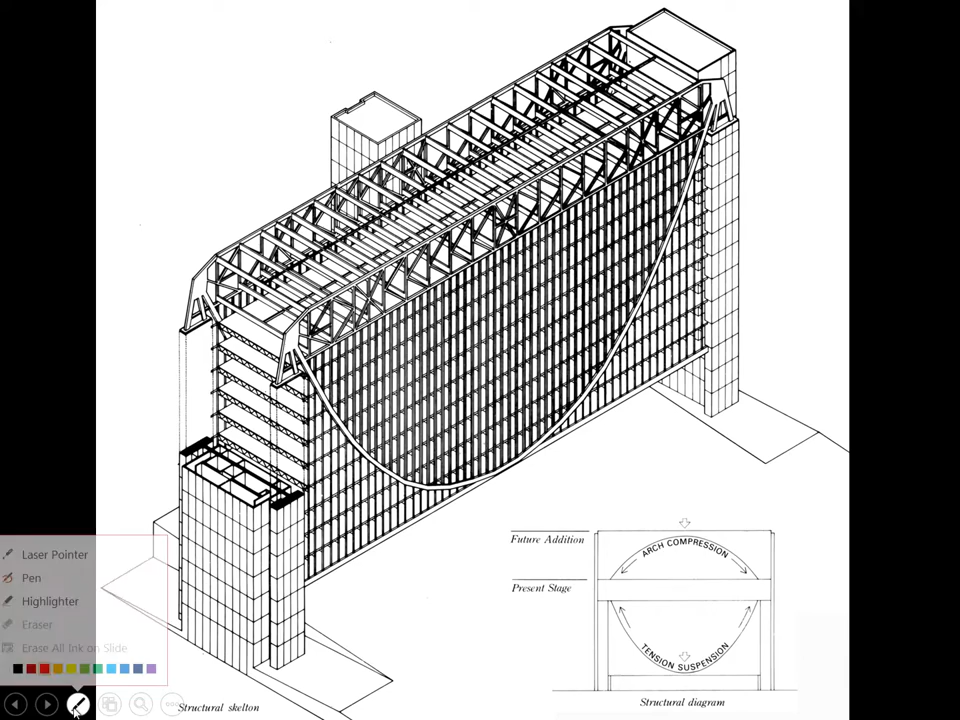 Future Addition
ARCH COMPRESSION
Present Stage
TENSION SUSPENSION
Structural skelton
Structural diagram
Laser Pointer
Pen
Highlighter
Eraser
Erase All Ink on Slide